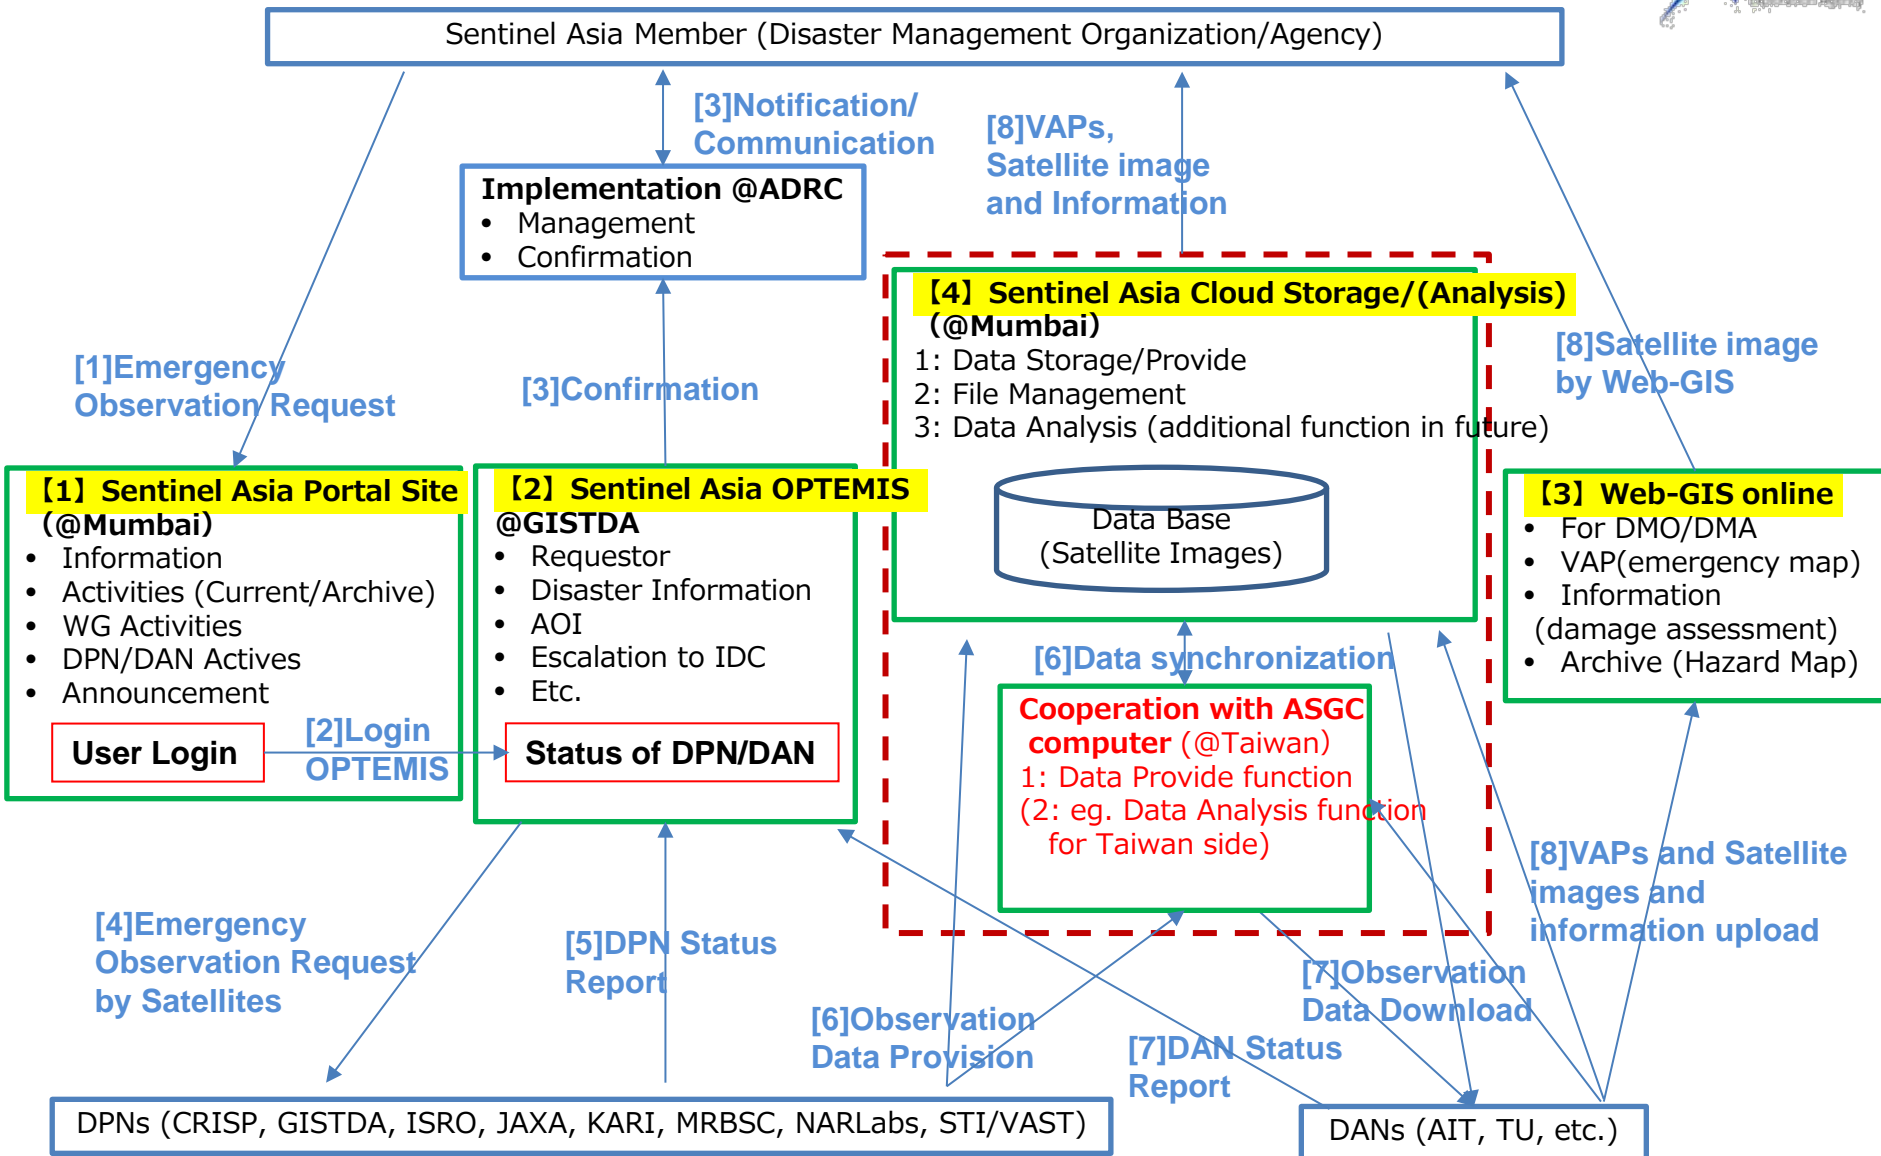 Sentinel Asia Member (Disaster Management Organization/Agency)
[3]Notification/
Communication
[8]VAPs,
Satellite image
and Information
Implementation @ADRC
• Management
• Confirmation
[1]Emergency
Observation Request
[3]Confirmation
【4】Sentinel Asia Cloud Storage/(Analysis)
(@Mumbai)
1: Data Storage/Provide
2: File Management
3: Data Analysis (additional function in future)
Data Base
(Satellite Images)
[8]Satellite image
by Web-GIS
【1】Sentinel Asia Portal Site
(@Mumbai)
• Information
• Activities (Current/Archive)
• WG Activities
• DPN/DAN Actives
• Announcement
User Login
[2]Login
OPTEMIS
【2】Sentinel Asia OPTEMIS
@GISTDA
• Requestor
• Disaster Information
• AOI
• Escalation to IDC
• Etc.
Status of DPN/DAN
【3】Web-GIS online
• For DMO/DMA
• VAP(emergency map)
• Information
(damage assessment)
• Archive (Hazard Map)
[6]Data synchronization
Cooperation with ASGC
computer (@Taiwan)
1: Data Provide function
(2: eg. Data Analysis function
for Taiwan side)
[4]Emergency
Observation Request
by Satellites
[5]DPN Status
Report
[6]Observation
Data Provision
[7]DAN Status
Report
[7]Observation
Data Download
[8]VAPs and Satellite
images and
information upload
DPNs (CRISP, GISTDA, ISRO, JAXA, KARI, MRBSC, NARLabs, STI/VAST)
DANs (AIT, TU, etc.)